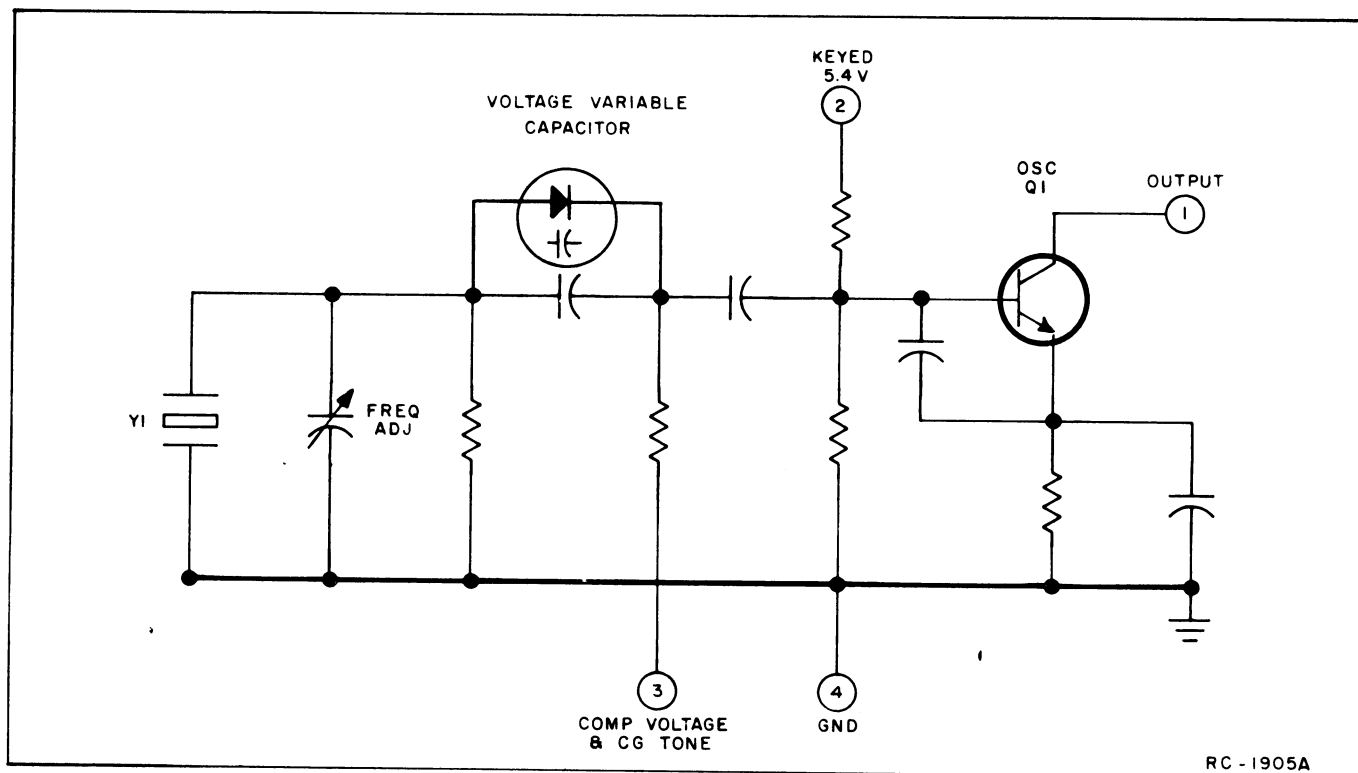 KEYED
5.4 V
2
VOLTAGE VARIABLE
CAPACITOR
OSC
Q1
OUTPUT
1
Y1
FREQ
ADJ
3
COMP VOLTAGE
& CG TONE
4
GND
RC-1905A